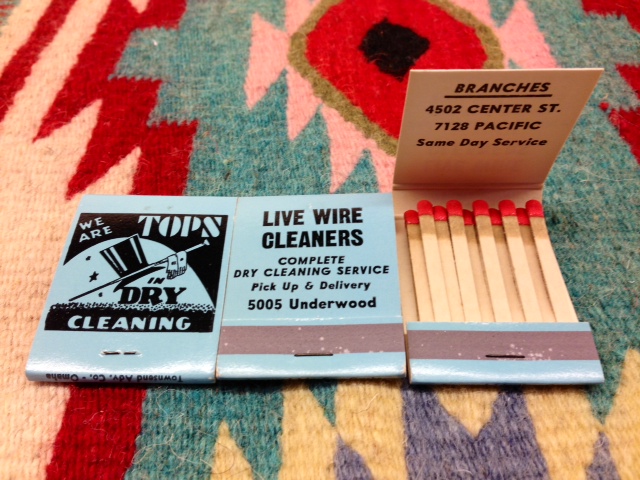 WE
ARE
TOPS
IN
DRY
CLEANING
Townsend Adv. Co. - Omaha
LIVE WIRE
CLEANERS
COMPLETE
DRY CLEANING SERVICE
Pick Up & Delivery
5005 Underwood
BRANCHES
4502 CENTER ST.
7128 PACIFIC
Same Day Service